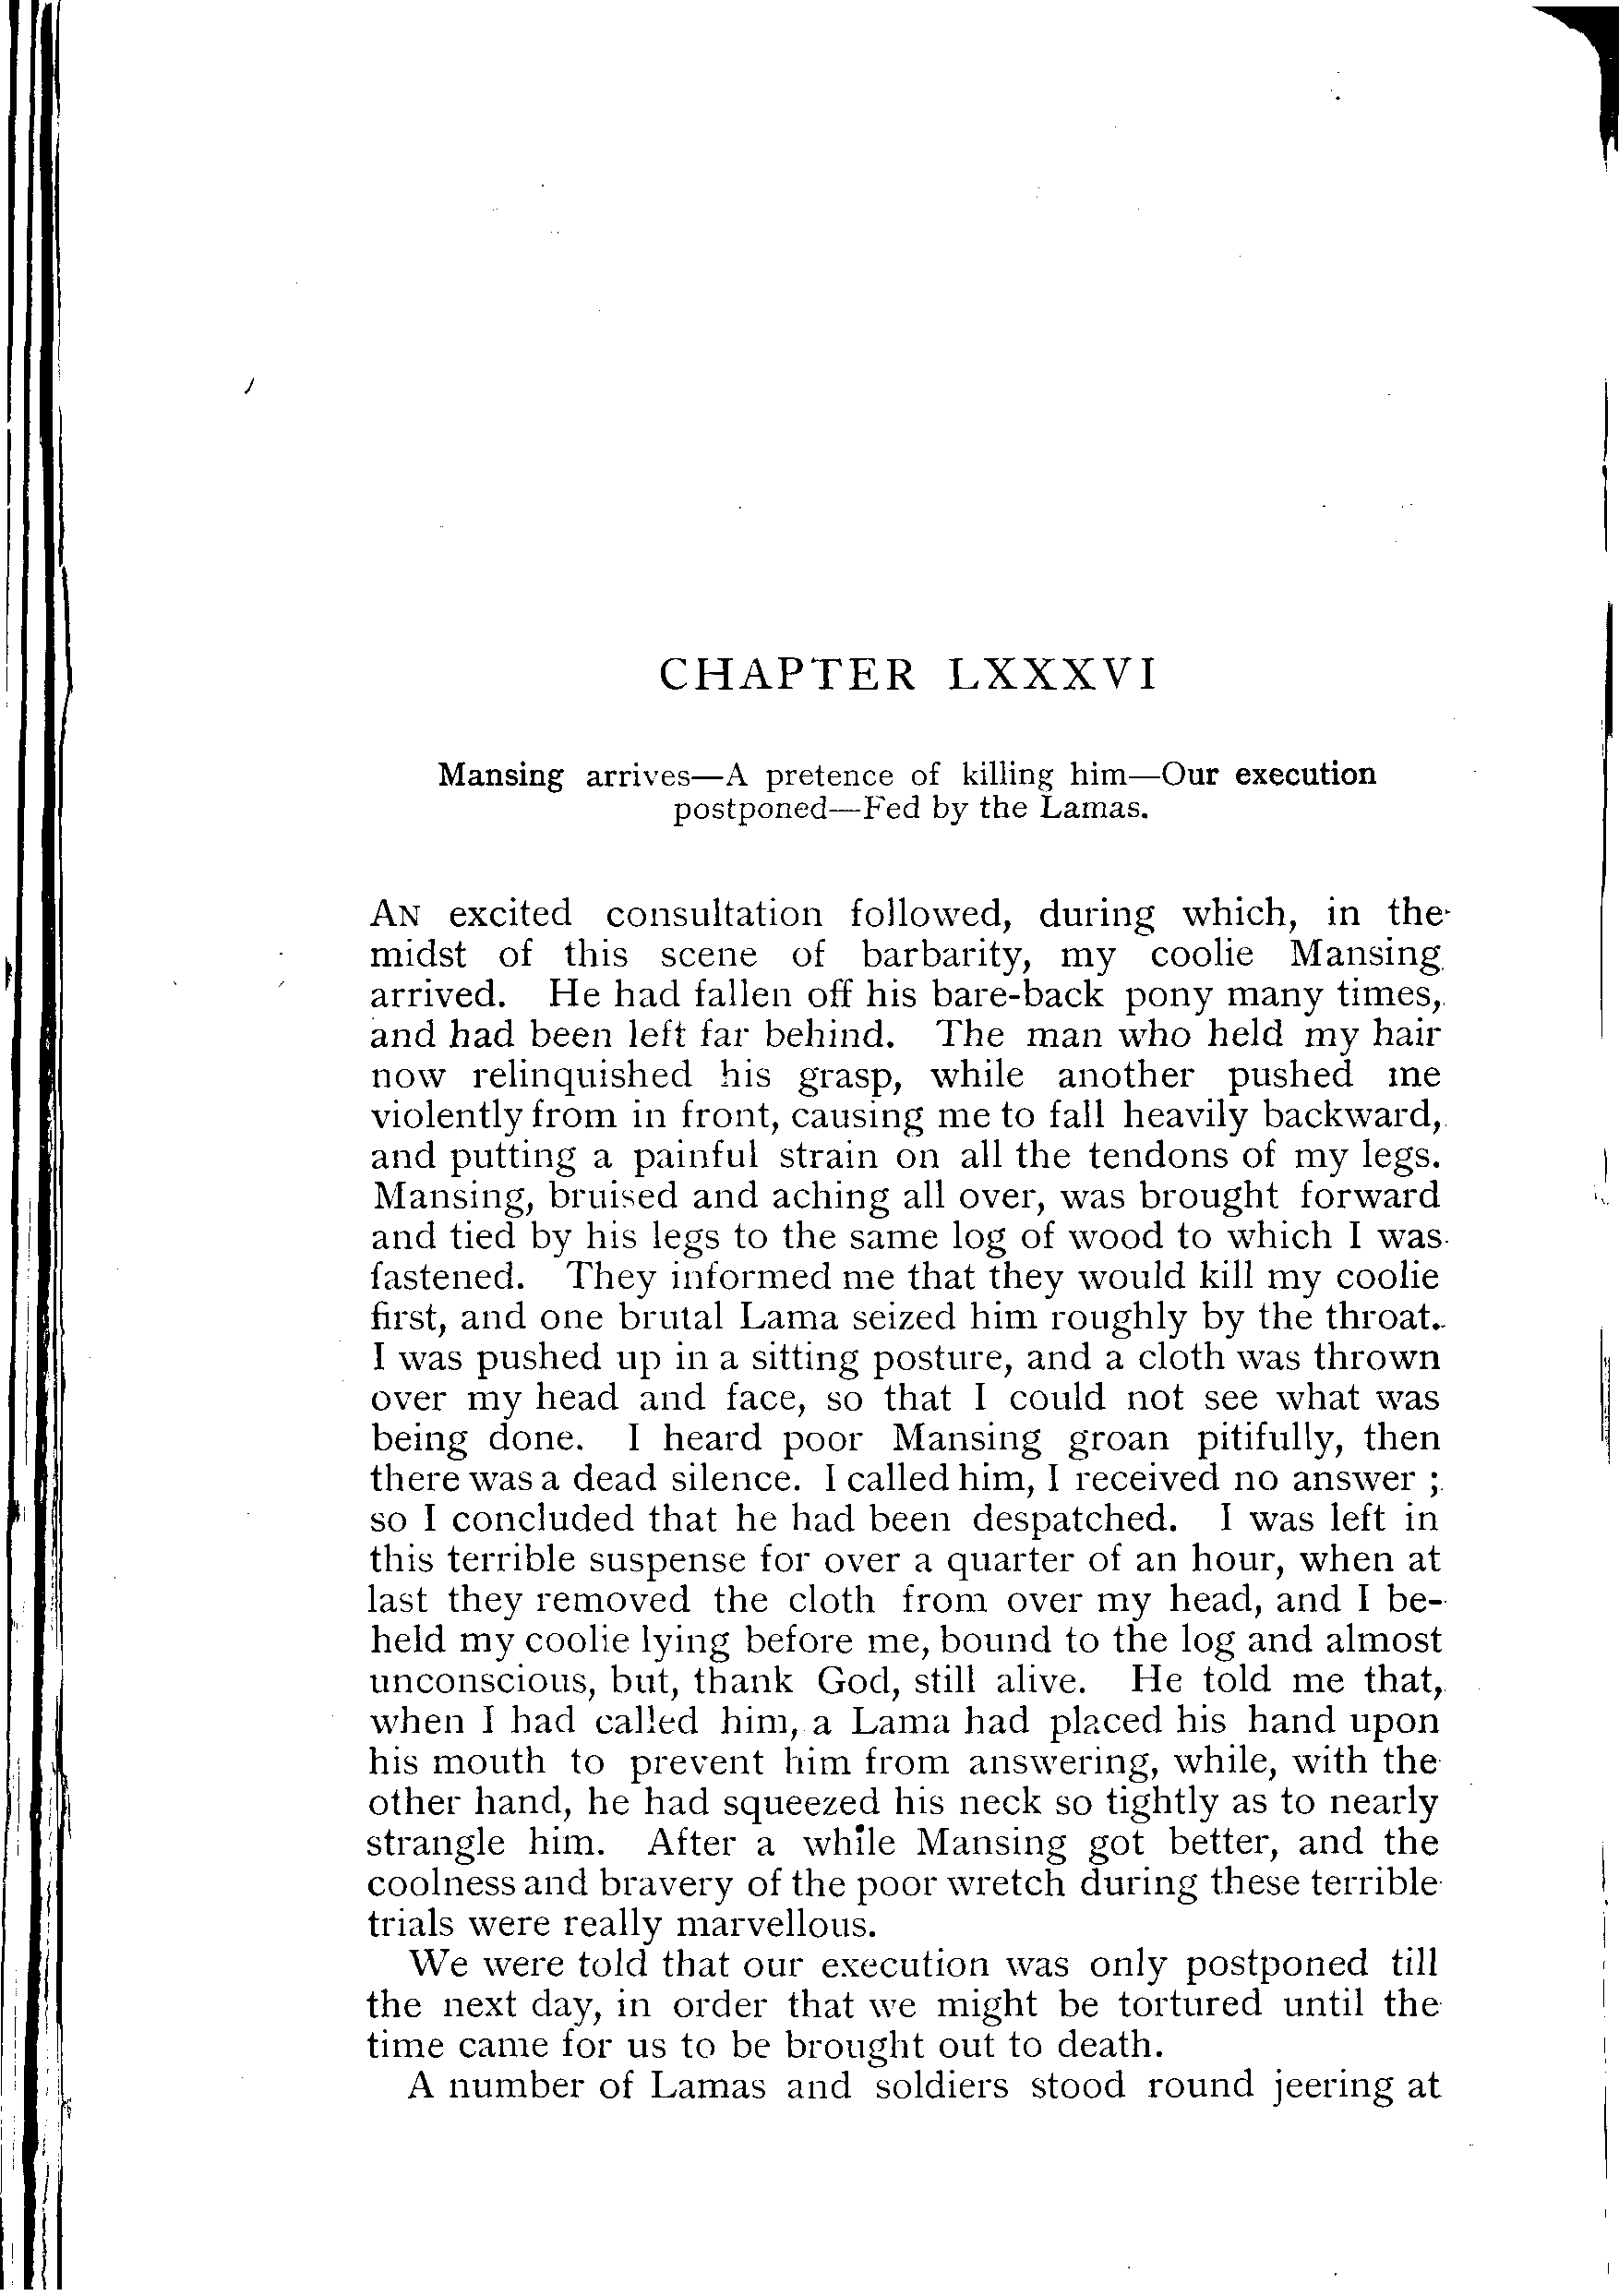 CHAPTER LXXXVI
Mansing arrives—A pretence of killing him—Our execution
postponed—Fed by the Lamas.
AN excited consultation followed, during which, in the
midst of this scene of barbarity, my coolie Mansing
arrived. He had fallen off his bare-back pony many times,
and had been left far behind. The man who held my hair
now relinquished his grasp, while another pushed me
violently from in front, causing me to fall heavily backward,
and putting a painful strain on all the tendons of my legs.
Mansing, bruised and aching all over, was brought forward
and tied by his legs to the same log of wood to which I was
fastened. They informed me that they would kill my coolie
first, and one brutal Lama seized him roughly by the throat.
I was pushed up in a sitting posture, and a cloth was thrown
over my head and face, so that I could not see what was
being done. I heard poor Mansing groan pitifully, then
there was a dead silence. I called him, I received no answer ;
so I concluded that he had been despatched. I was left in
this terrible suspense for over a quarter of an hour, when at
last they removed the cloth from over my head, and I be-
held my coolie lying before me, bound to the log and almost
unconscious, but, thank God, still alive. He told me that,
when I had called him, a Lama had placed his hand upon
his mouth to prevent him from answering, while, with the
other hand, he had squeezed his neck so tightly as to nearly
strangle him. After a while Mansing got better, and the
coolness and bravery of the poor wretch during these terrible
trials were really marvellous.
We were told that our execution was only postponed till
the next day, in order that we might be tortured until the
time came for us to be brought out to death.
A number of Lamas and soldiers stood round jeering at